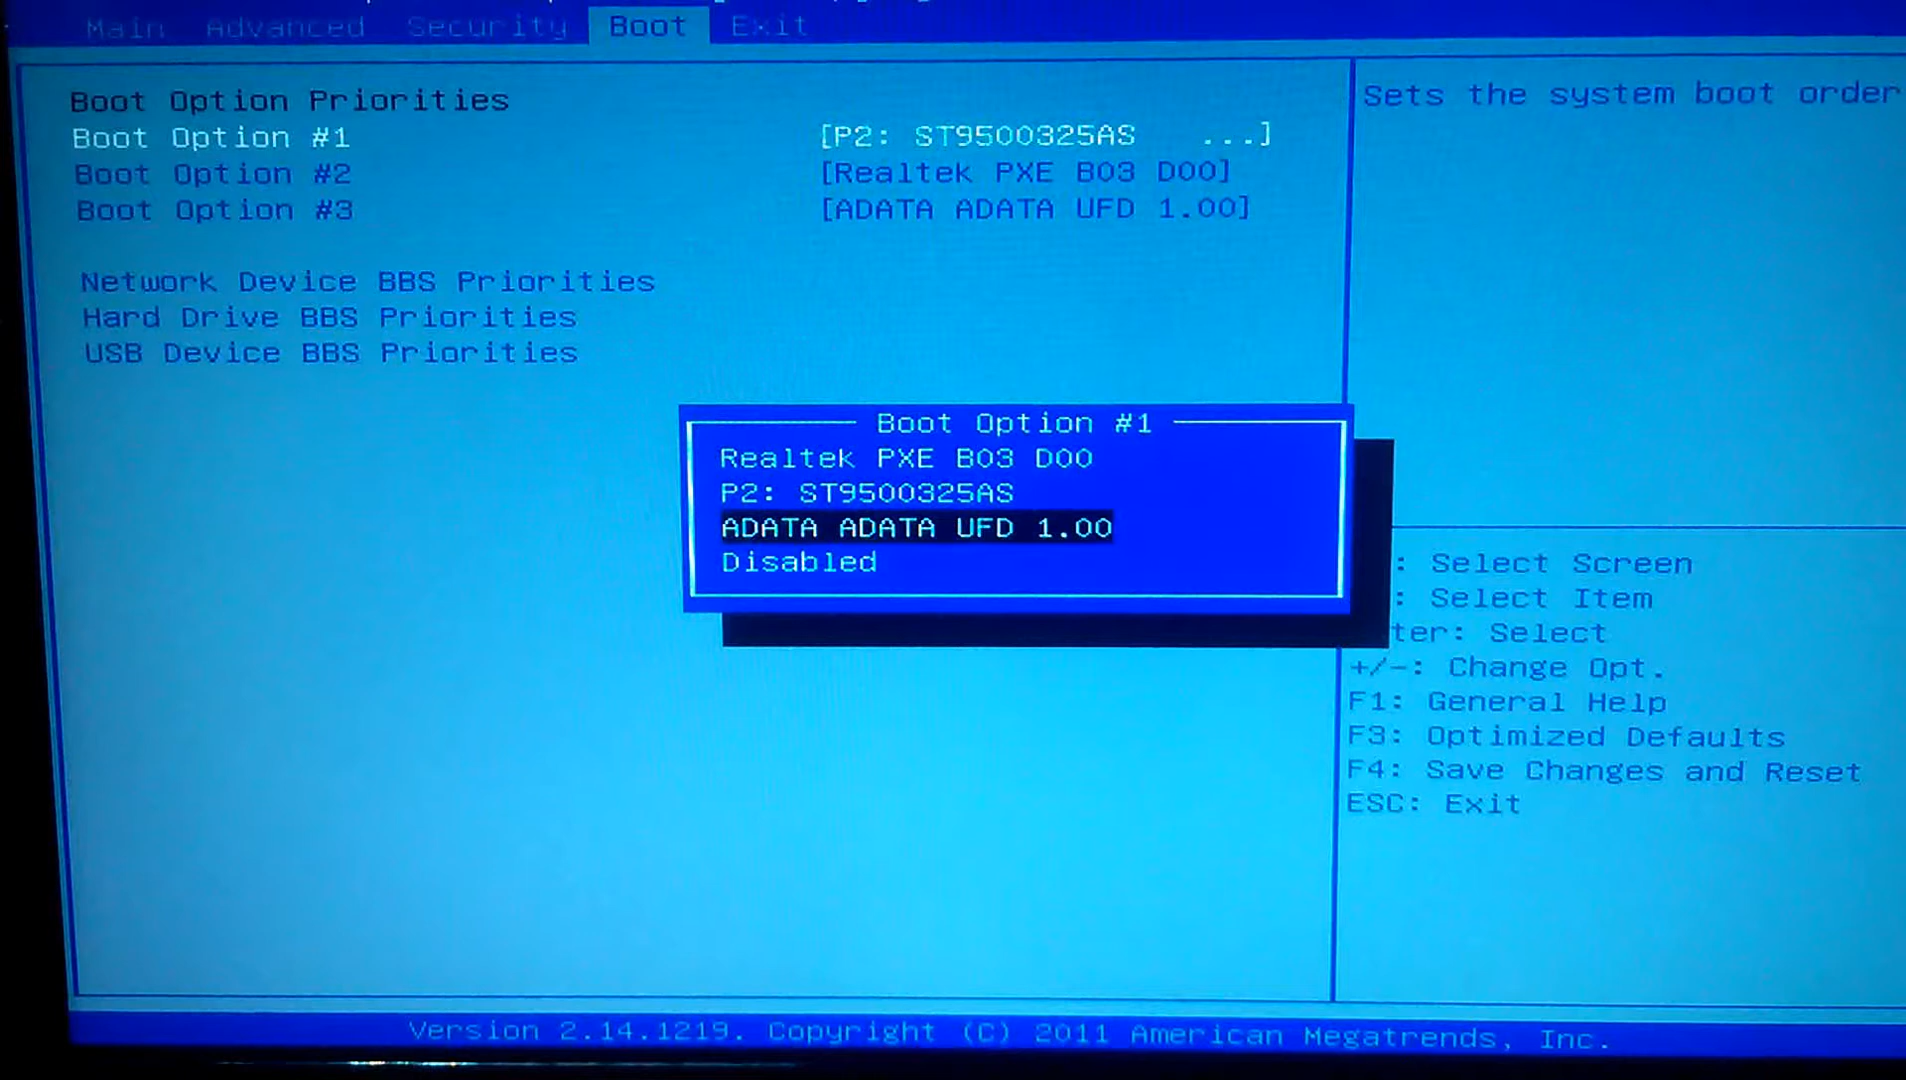 Main Advanced Security Boot Exit
Boot Option Priorities
Boot Option #1 [P2: ST9500325AS ...]
Boot Option #2 [Realtek PXE B03 D00]
Boot Option #3 [ADATA ADATA UFD 1.00]
Network Device BBS Priorities
Hard Drive BBS Priorities
USB Device BBS Priorities
Sets the system boot order
Boot Option #1
Realtek PXE B03 D00
P2: ST9500325AS
ADATA ADATA UFD 1.00
Disabled
: Select Screen
: Select Item
ter: Select
+/-: Change Opt.
F1: General Help
F3: Optimized Defaults
F4: Save Changes and Reset
ESC: Exit
Version 2.14.1219. Copyright (C) 2011 American Megatrends, Inc.